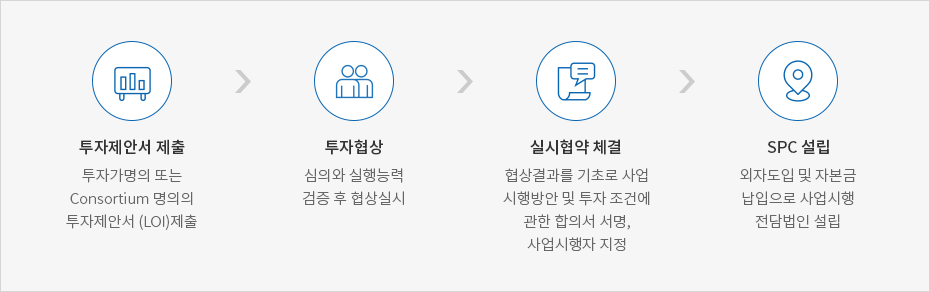 투자제안서 제출
투자가명의 또는
Consortium 명의의
투자제안서 (LOI)제출
투자협상
심의와 실행능력
검증 후 협상실시
실시협약 체결
협상결과를 기초로 사업
시행방안 및 투자 조건에
관한 합의서 서명,
사업시행자 지정
SPC 설립
외자도입 및 자본금
납입으로 사업시행
전담법인 설립